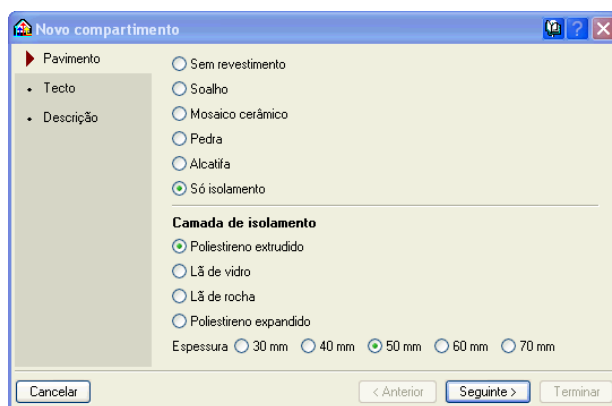 Novo compartimento
?
Pavimento
• Tecto
• Descrição
Sem revestimento
Soalho
Mosaico cerâmico
Pedra
Alcatifa
Só isolamento
Camada de isolamento
Poliestireno extrudido
Lã de vidro
Lã de rocha
Poliestireno expandido
Espessura 30 mm 40 mm 50 mm 60 mm 70 mm
Cancelar < Anterior Seguinte > Terminar